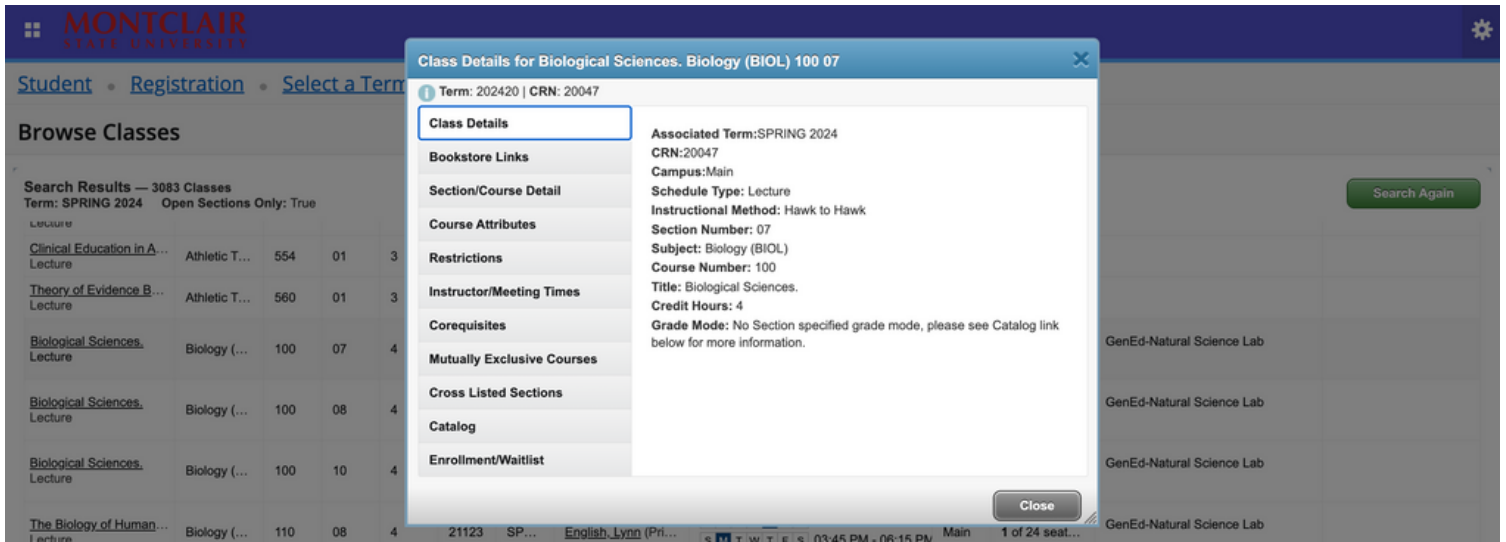 MONTCLAIR
STATE UNIVERSITY
Student • Registration • Select a Term
Browse Classes
Search Results — 3083 Classes
Term: SPRING 2024 Open Sections Only: True
Search Again
Lecture
Clinical Education in A... Athletic T... 554 01 3
Lecture
Theory of Evidence B... Athletic T... 560 01 3
Lecture
Biological Sciences. Biology (... 100 07 4 GenEd-Natural Science Lab
Lecture
Biological Sciences. Biology (... 100 08 4 GenEd-Natural Science Lab
Lecture
Biological Sciences. Biology (... 100 10 4 GenEd-Natural Science Lab
Lecture
The Biology of Human... Biology (... 110 08 4 21123 SP... English, Lynn (Pri... S M T W T F S 03:45 PM - 06:15 PM Main 1 of 24 seat... GenEd-Natural Science Lab
Lecture
Class Details for Biological Sciences. Biology (BIOL) 100 07
Term: 202420 | CRN: 20047
Class Details
Bookstore Links
Section/Course Detail
Course Attributes
Restrictions
Instructor/Meeting Times
Corequisites
Mutually Exclusive Courses
Cross Listed Sections
Catalog
Enrollment/Waitlist
Associated Term:SPRING 2024
CRN:20047
Campus:Main
Schedule Type: Lecture
Instructional Method: Hawk to Hawk
Section Number: 07
Subject: Biology (BIOL)
Course Number: 100
Title: Biological Sciences.
Credit Hours: 4
Grade Mode: No Section specified grade mode, please see Catalog link
below for more information.
Close